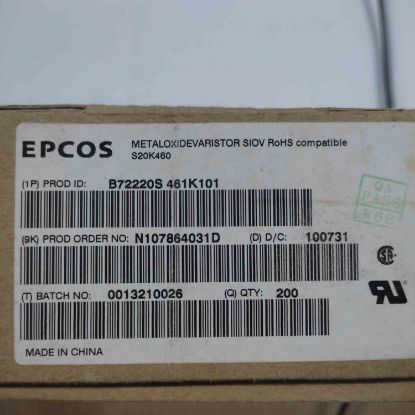 EPCOS
METALOXIDEVARISTOR SIOV RoHS compatible
S20K460
(1P) PROD ID: B72220S 461K101
QA
PASS
W6B
(9K) PROD ORDER NO: N107864031D (D) D/C: 100731
(T) BATCH NO: 0013210026 (Q) QTY: 200
MADE IN CHINA